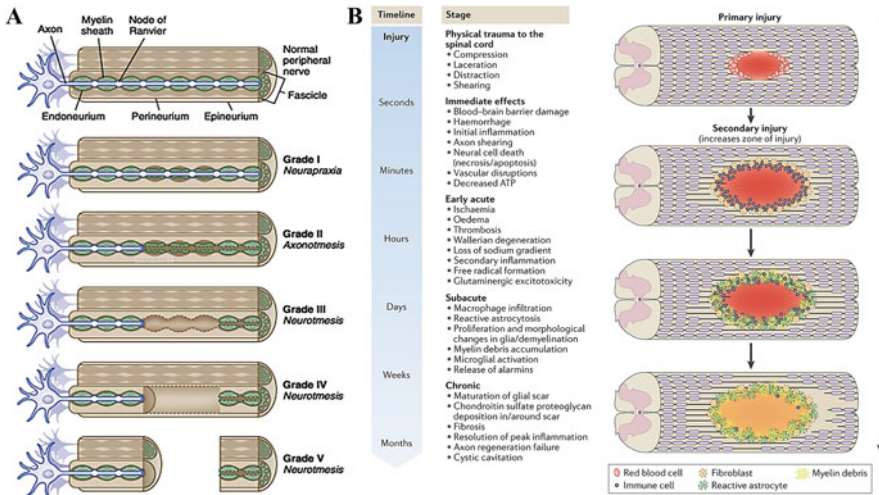 A
Axon
Myelin
sheath
Node of
Ranvier
Normal
peripheral
nerve
Fascicle
Endoneurium
Perineurium
Epineurium
Grade I
Neurapraxia
Grade II
Axonotmesis
Grade III
Neurotmesis
Grade IV
Neurotmesis
Grade V
Neurotmesis
B
Timeline
Injury
Seconds
Minutes
Hours
Days
Weeks
Months
Stage
Physical trauma to the
spinal cord
• Compression
• Laceration
• Distraction
• Shearing
Immediate effects
• Blood–brain barrier damage
• Haemorrhage
• Initial inflammation
• Axon shearing
• Neural cell death
(necrosis/apoptosis)
• Vascular disruptions
• Decreased ATP
Early acute
• Ischaemia
• Oedema
• Thrombosis
• Wallerian degeneration
• Loss of sodium gradient
• Secondary inflammation
• Free radical formation
• Glutaminergic excitotoxicity
Subacute
• Macrophage infiltration
• Reactive astrocytosis
• Proliferation and morphological
changes in glia/demyelination
• Myelin debris accumulation
• Microglial activation
• Release of alarmins
Chronic
• Maturation of glial scar
• Chondroitin sulfate proteoglycan
deposition in/around scar
• Fibrosis
• Resolution of peak inflammation
• Axon regeneration failure
• Cystic cavitation
Primary injury
Secondary injury
(increases zone of injury)
Red blood cell
Fibroblast
Myelin debris
Immune cell
Reactive astrocyte